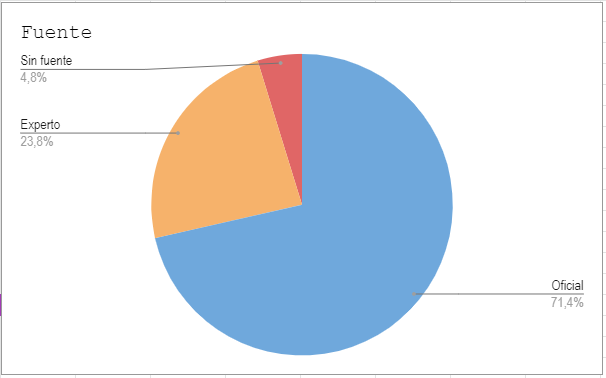 Fuente
Sin fuente
4,8%
Experto
23,8%
Oficial
71,4%